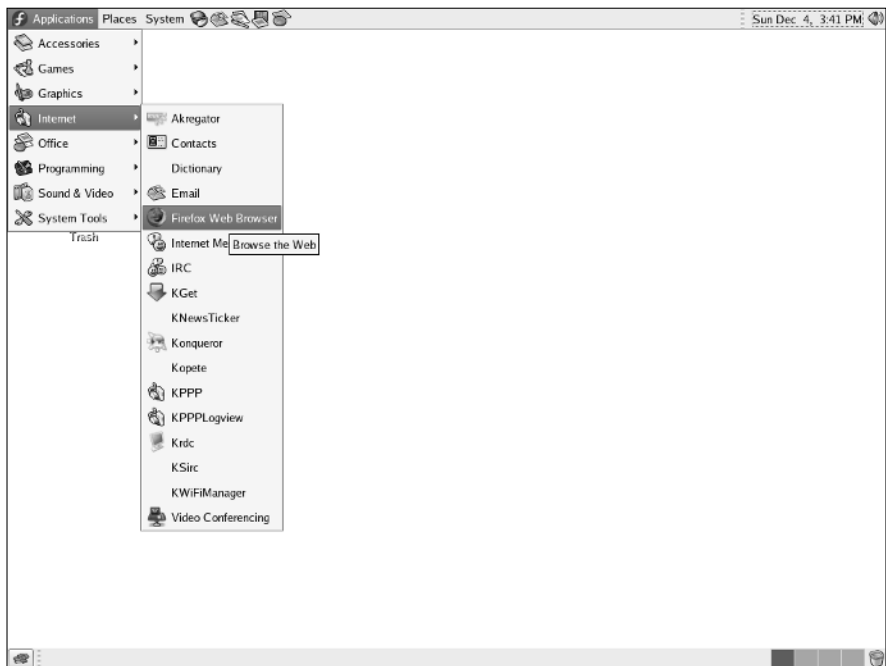 Applications Places System Sun Dec 4, 3:41 PM
Accessories
Games
Graphics
Internet
Office
Programming
Sound & Video
System Tools
Trash
Akregator
Contacts
Dictionary
Email
Firefox Web Browser
Internet Me
Browse the Web
IRC
KGet
KNewsTicker
Konqueror
Kopete
KPPP
KPPPLogview
Krdc
KSirc
KWiFiManager
Video Conferencing